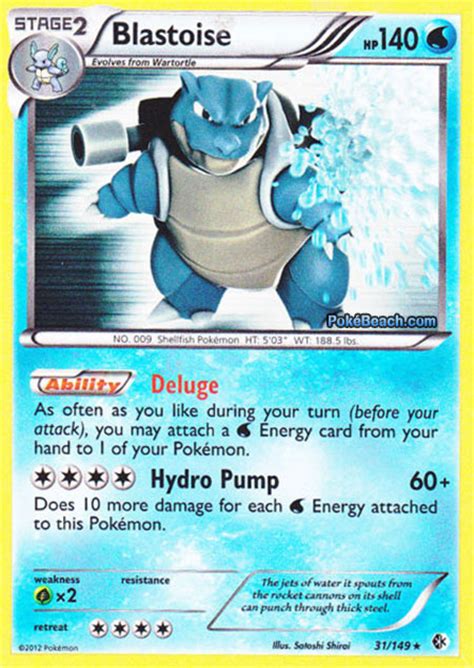 STAGE2 Blastoise HP140
Evolves from Wartortle
PokéBeach.com
NO. 009 Shellfish Pokémon HT: 5'03" WT: 188.5 lbs.
Ability Deluge
As often as you like during your turn (before your
attack), you may attach a Energy card from your
hand to 1 of your Pokémon.
Hydro Pump 60+
Does 10 more damage for each Energy attached
to this Pokémon.
weakness resistance
×2
retreat
The jets of water it spouts from
the rocket cannons on its shell can
punch through thick steel.
©2012 Pokémon Illus. Satoshi Shirai 31/149 ★